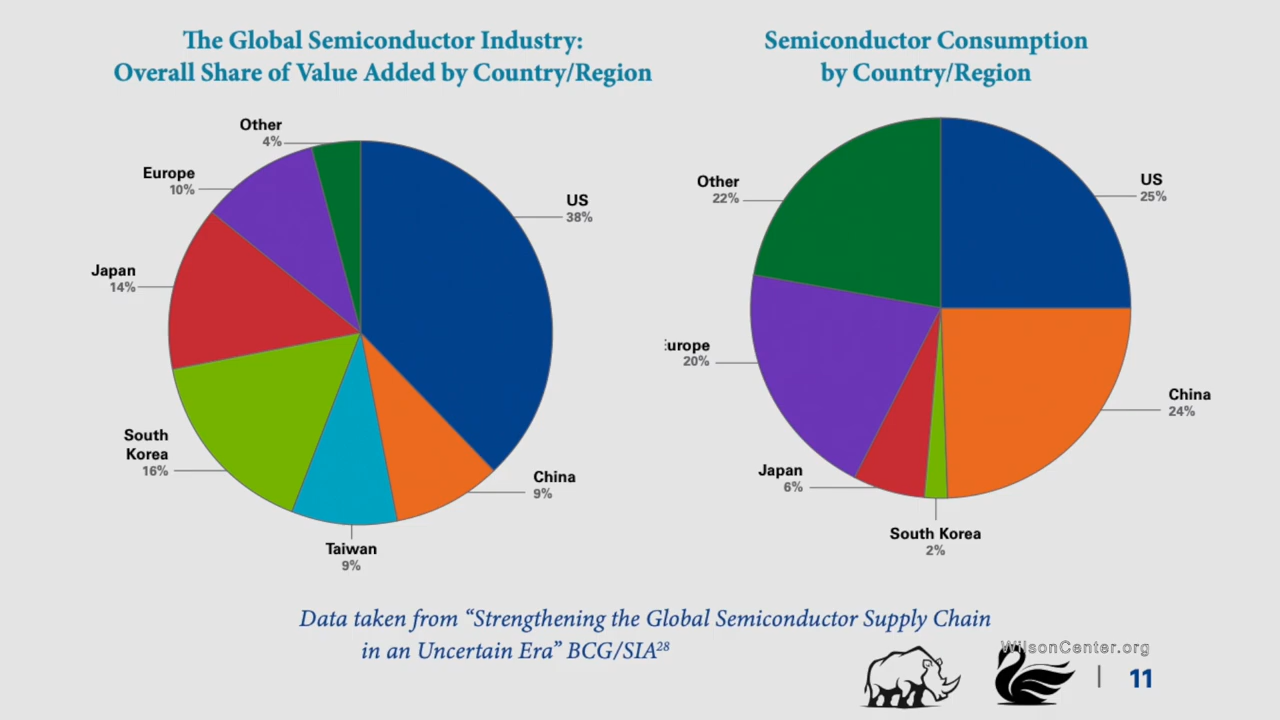 The Global Semiconductor Industry:
Overall Share of Value Added by Country/Region
Other
4%
Europe
10%
US
38%
Japan
14%
South
Korea
16%
China
9%
Taiwan
9%
Semiconductor Consumption
by Country/Region
Other
22%
US
25%
urope
20%
China
24%
Japan
6%
South Korea
2%
Data taken from “Strengthening the Global Semiconductor Supply Chain
in an Uncertain Era” BCG/SIA²⁸
WilsonCenter.org
| 11